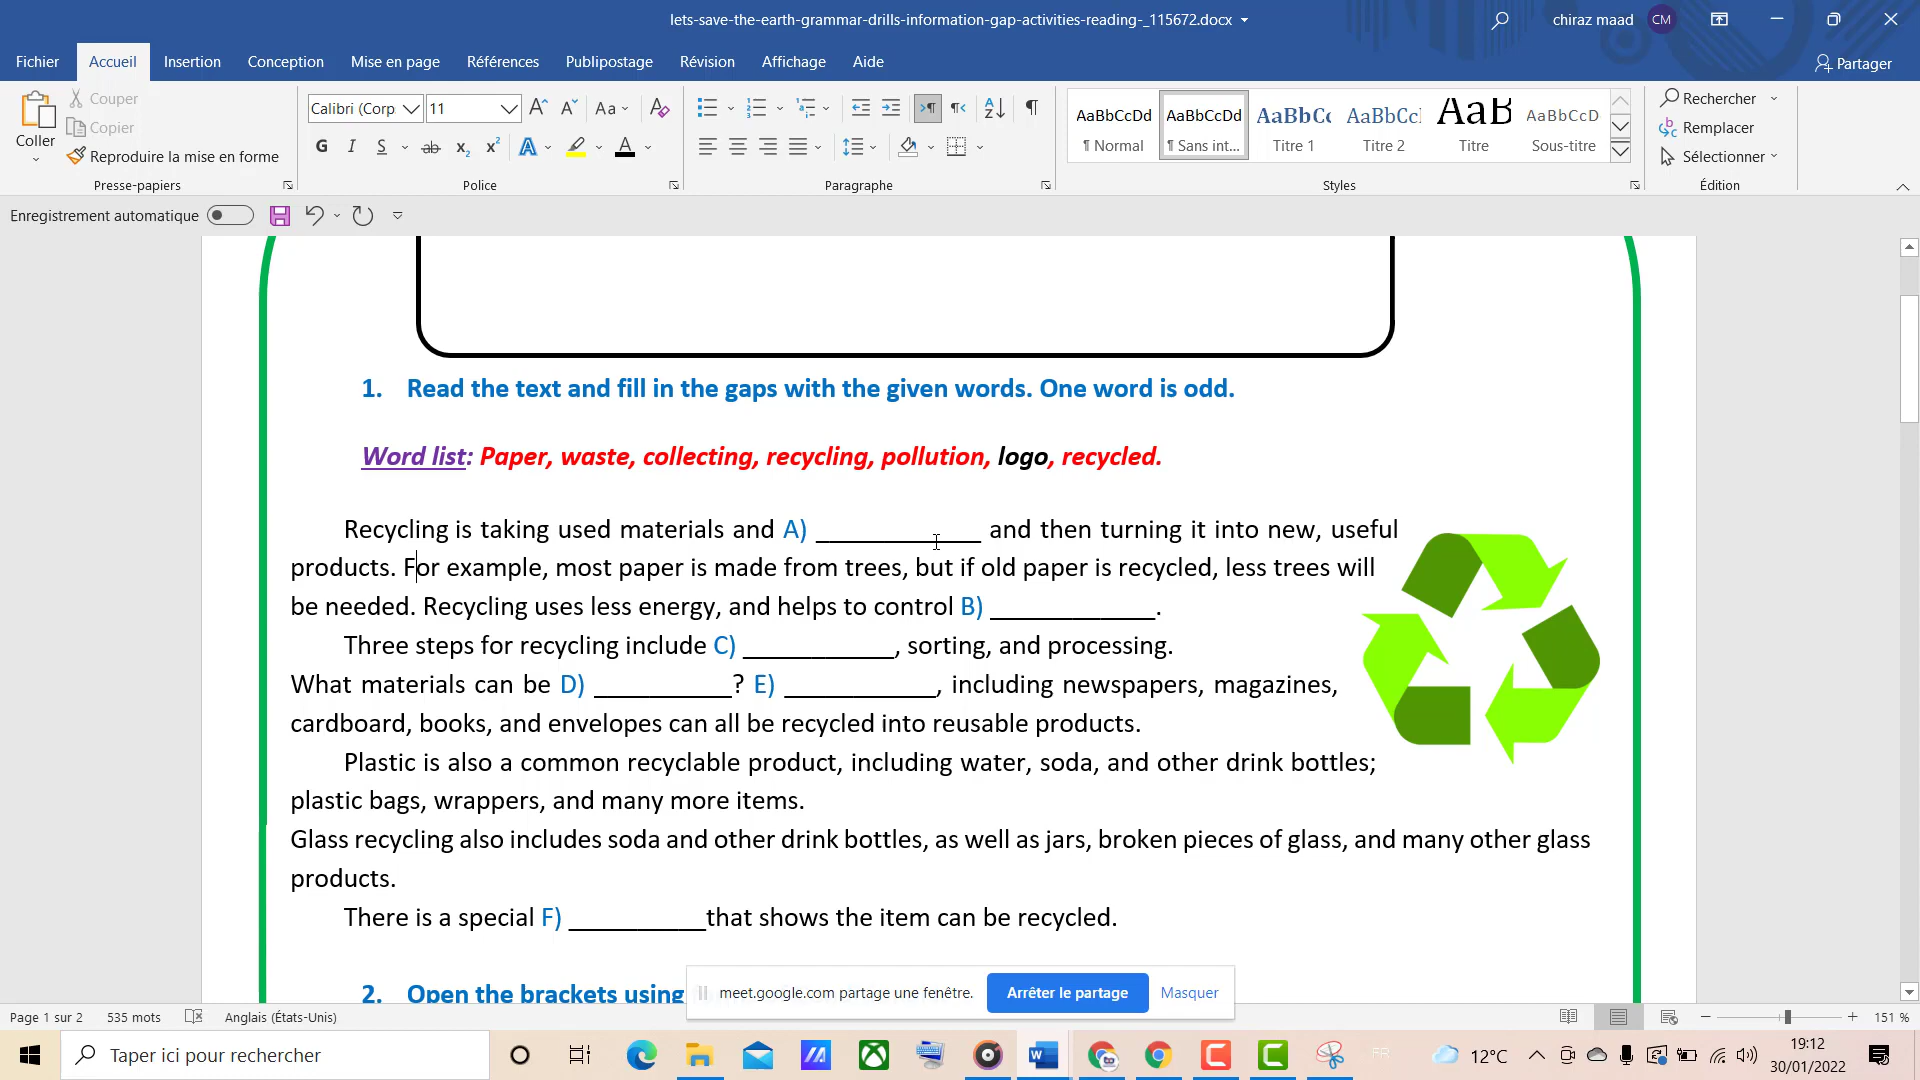 lets-save-the-earth-grammar-drills-information-gap-activities-reading-_115672.docx
chiraz maad CM
Fichier Accueil Insertion Conception Mise en page Références Publipostage Révision Affichage Aide Partager
Coller
Couper
Copier
Reproduire la mise en forme
Presse-papiers
Calibri (Corp 11
Police
Paragraphe
AaBbCcDd AaBbCcDd AaBbCc AaBbCcl AaB AaBbCcD
¶ Normal ¶ Sans int... Titre 1 Titre 2 Titre Sous-titre
Styles
Rechercher
Remplacer
Sélectionner
Édition
Enregistrement automatique
1. Read the text and fill in the gaps with the given words. One word is odd.
Word list: Paper, waste, collecting, recycling, pollution, logo, recycled.
Recycling is taking used materials and A) ____________ and then turning it into new, useful
products. For example, most paper is made from trees, but if old paper is recycled, less trees will
be needed. Recycling uses less energy, and helps to control B) ____________.
Three steps for recycling include C) ___________, sorting, and processing.
What materials can be D) __________? E) ___________, including newspapers, magazines,
cardboard, books, and envelopes can all be recycled into reusable products.
Plastic is also a common recyclable product, including water, soda, and other drink bottles;
plastic bags, wrappers, and many more items.
Glass recycling also includes soda and other drink bottles, as well as jars, broken pieces of glass, and many other glass
products.
There is a special F) __________that shows the item can be recycled.
2. Open the brackets using
meet.google.com partage une fenêtre. Arrêter le partage Masquer
Page 1 sur 2 535 mots Anglais (États-Unis) 151 %
Taper ici pour rechercher
FR
12°C
19:12
30/01/2022